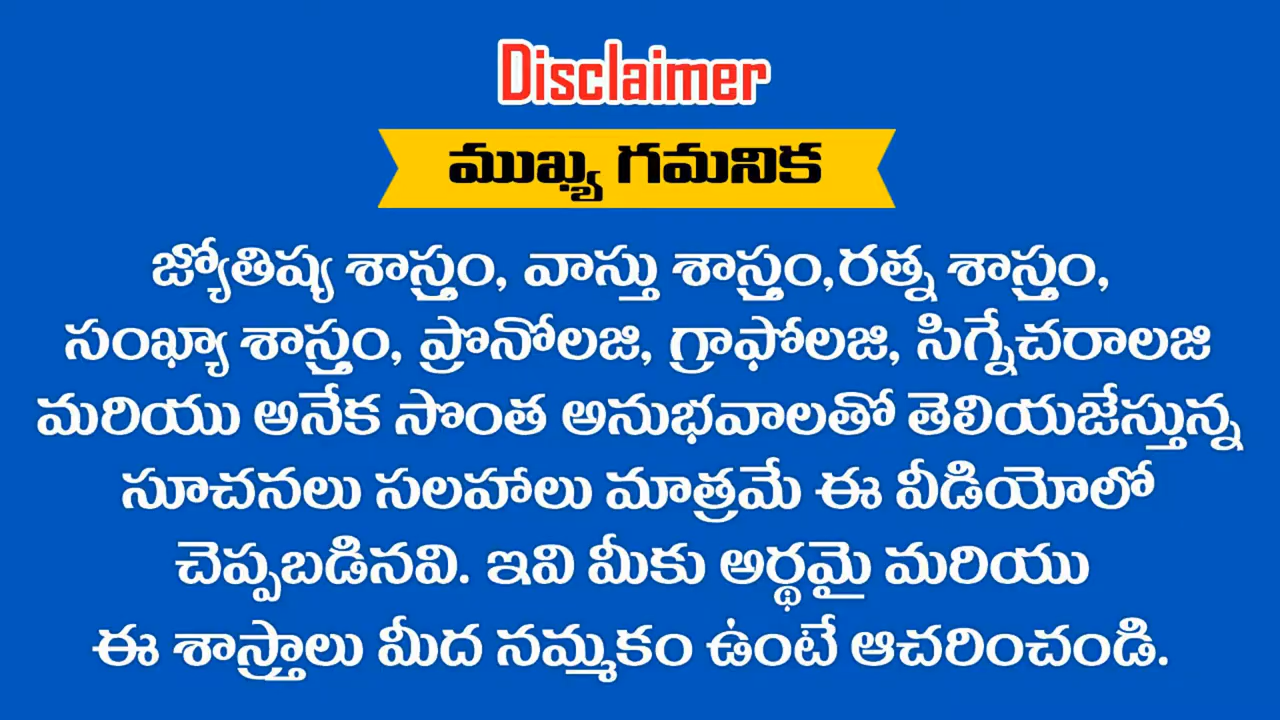 Disclaimer
ముఖ్య గమనిక
జ్యోతిష్య శాస్త్రం, వాస్తు శాస్త్రం,రత్న శాస్త్రం,
సంఖ్యా శాస్త్రం, ప్రొనోలజి, గ్రాఫోలజి, సిగ్నేచరాలజి
మరియు అనేక సొంత అనుభవాలతో తెలియజేస్తున్న
సూచనలు సలహాలు మాత్రమే ఈ వీడియోలో
చెప్పబడినవి. ఇవి మీకు అర్థమై మరియు
ఈ శాస్త్రాలు మీద నమ్మకం ఉంటే ఆచరించండి.